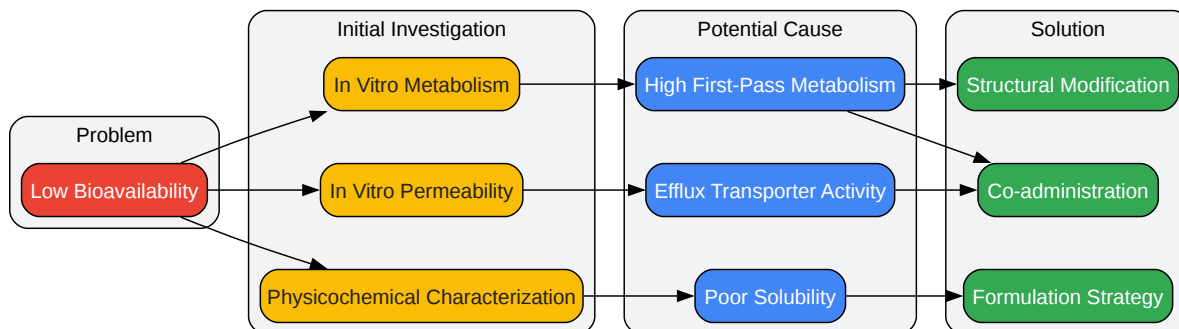 Problem
Low Bioavailability
Initial Investigation
In Vitro Metabolism
In Vitro Permeability
Physicochemical Characterization
Potential Cause
High First-Pass Metabolism
Efflux Transporter Activity
Poor Solubility
Solution
Structural Modification
Co-administration
Formulation Strategy